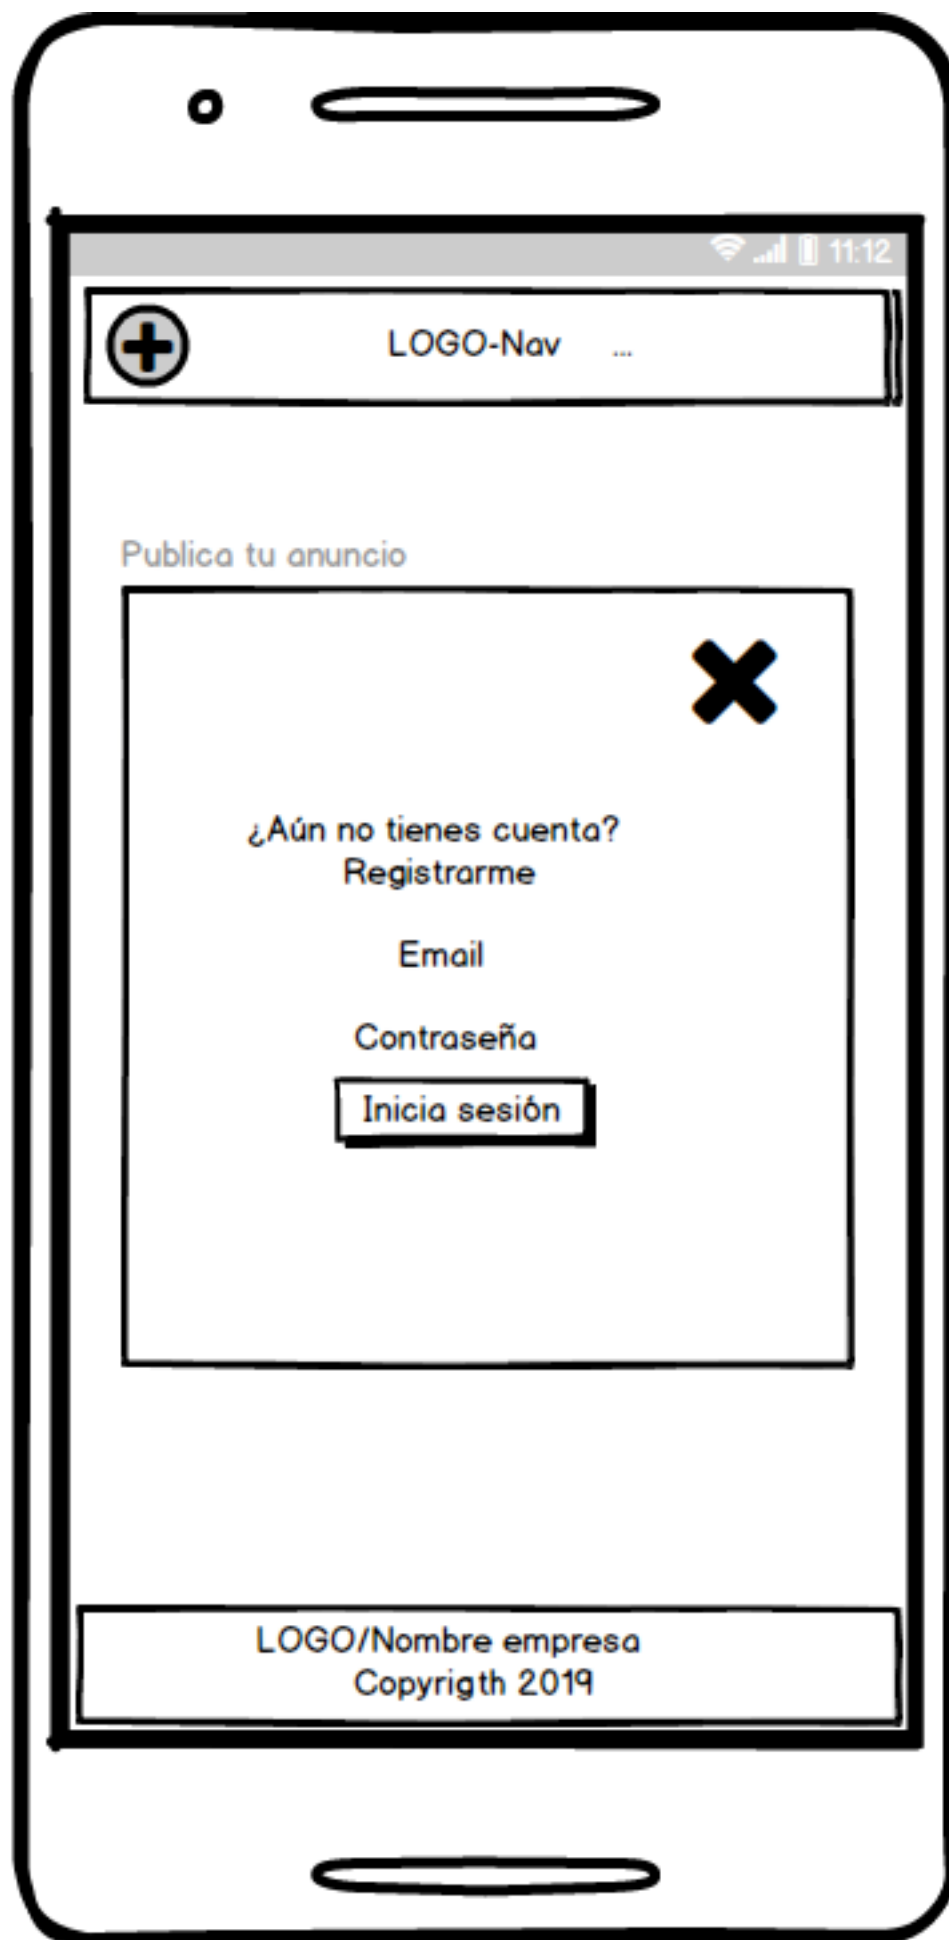 11:12
LOGO-Nav ...
Publica tu anuncio
¿Aún no tienes cuenta?
Registrarme
Email
Contraseña
Inicia sesión
LOGO/Nombre empresa
Copyrigth 2019